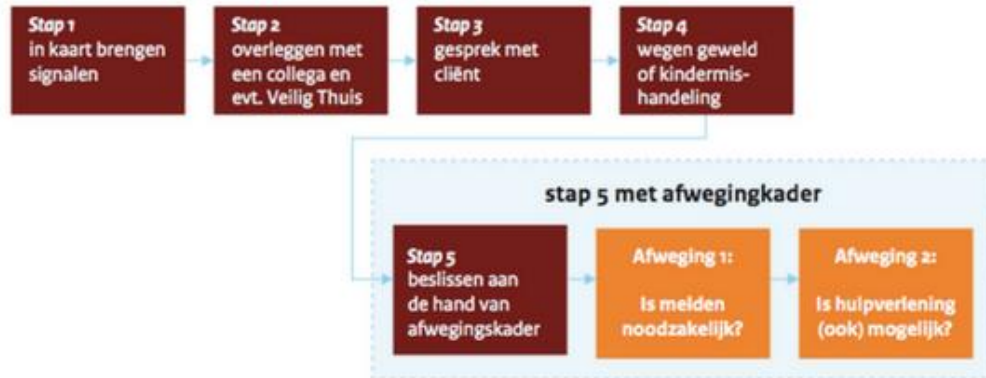 Stap 1
in kaart brengen
signalen
Stap 2
overleggen met
een collega en
evt. Veilig Thuis
Stap 3
gesprek met
cliënt
Stap 4
wegen geweld
of kindermis-
handeling
stap 5 met afwegingkader
Stap 5
beslissen aan
de hand van
afwegingskader
Afweging 1:
Is melden
noodzakelijk?
Afweging 2:
Is hulpverlening
(ook) mogelijk?